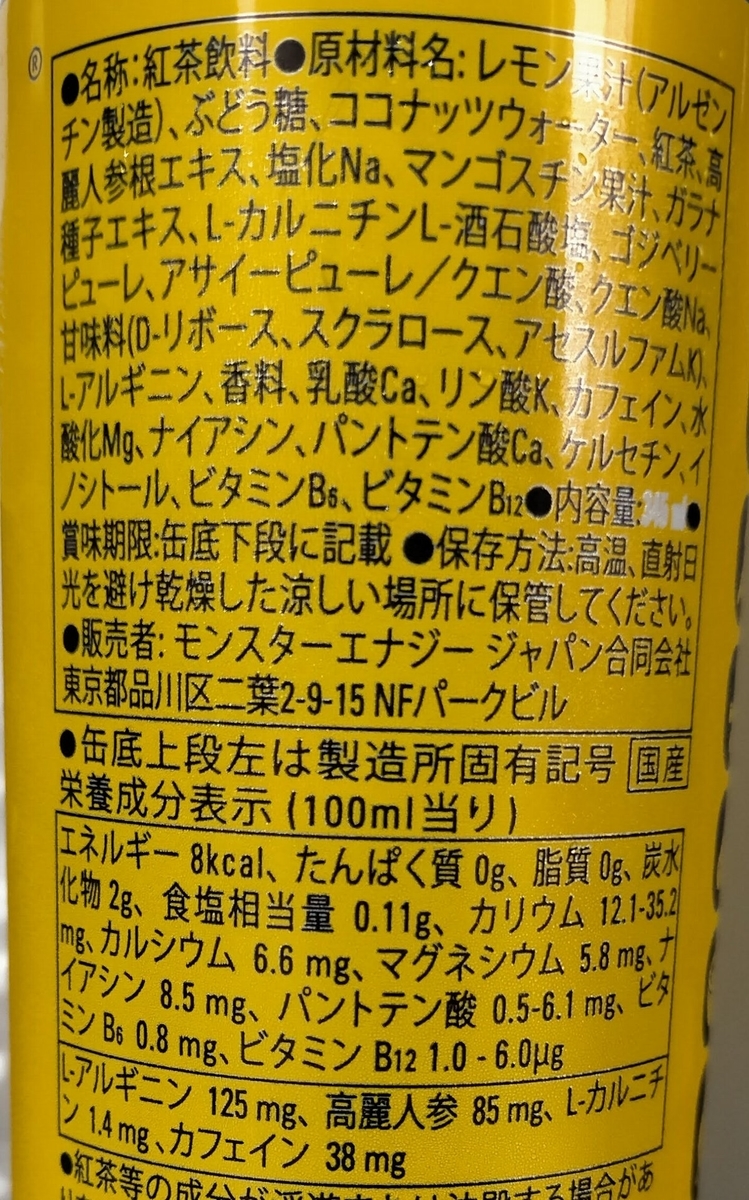 ®
●名称:紅茶飲料●原材料名:レモン果汁(アルゼン
チン製造)、ぶどう糖、ココナッツウォーター、紅茶、高
麗人参根エキス、塩化Na、マンゴスチン果汁、ガラナ
種子エキス、L-カルニチンL-酒石酸塩、ゴジベリー
ピューレ、アサイーピューレ／クエン酸、クエン酸Na、
甘味料(D-リボース、スクラロース、アセスルファムK)、
L-アルギニン、香料、乳酸Ca、リン酸K、カフェイン、水
酸化Mg、ナイアシン、パントテン酸Ca、ケルセチン、イ
ノシトール、ビタミンB6、ビタミンB12●内容量: ●
賞味期限:缶底下段に記載 ●保存方法:高温、直射日
光を避け乾燥した涼しい場所に保管してください。
●販売者: モンスターエナジー ジャパン合同会社
東京都品川区二葉2-9-15 NFパークビル
●缶底上段左は製造所固有記号 国産
栄養成分表示 (100ml当り)
エネルギー 8kcal、たんぱく質 0g、脂質 0g、炭水
化物 2g、食塩相当量 0.11g、カリウム 12.1-35.2
mg、カルシウム 6.6 mg、マグネシウム 5.8 mg、ナ
イアシン 8.5 mg、パントテン酸 0.5-6.1 mg、ビタ
ミン B6 0.8 mg、ビタミン B12 1.0 - 6.0μg
L-アルギニン 125 mg、高麗人参 85 mg、L-カルニチ
ン 1.4 mg、カフェイン 38 mg
●紅茶等の成分が浮遊または沈殿する場合があ